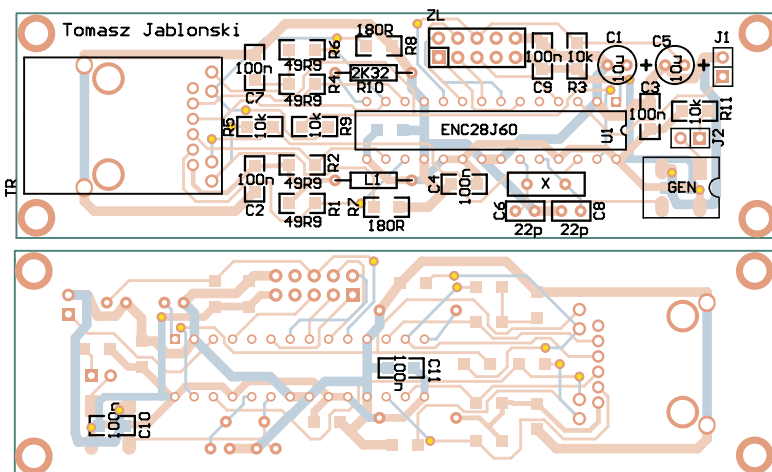 Tomasz Jablonski
180R
ZL
R8
C1
C5
J1
R6
49R9
100n
C7
R4
49R9
2K32
R10
100n
C9
10k
R3
10u
+
10u
+
C3
100n
10k
R11
R5
10k
10k
R9
ENC28J60
U1
J2
TR
100n
C2
R2
49R9
49R9
R1
L1
R7
180R
C4
100n
X
C6
22p
22p
C8
GEN
100n
C11
100n
C10